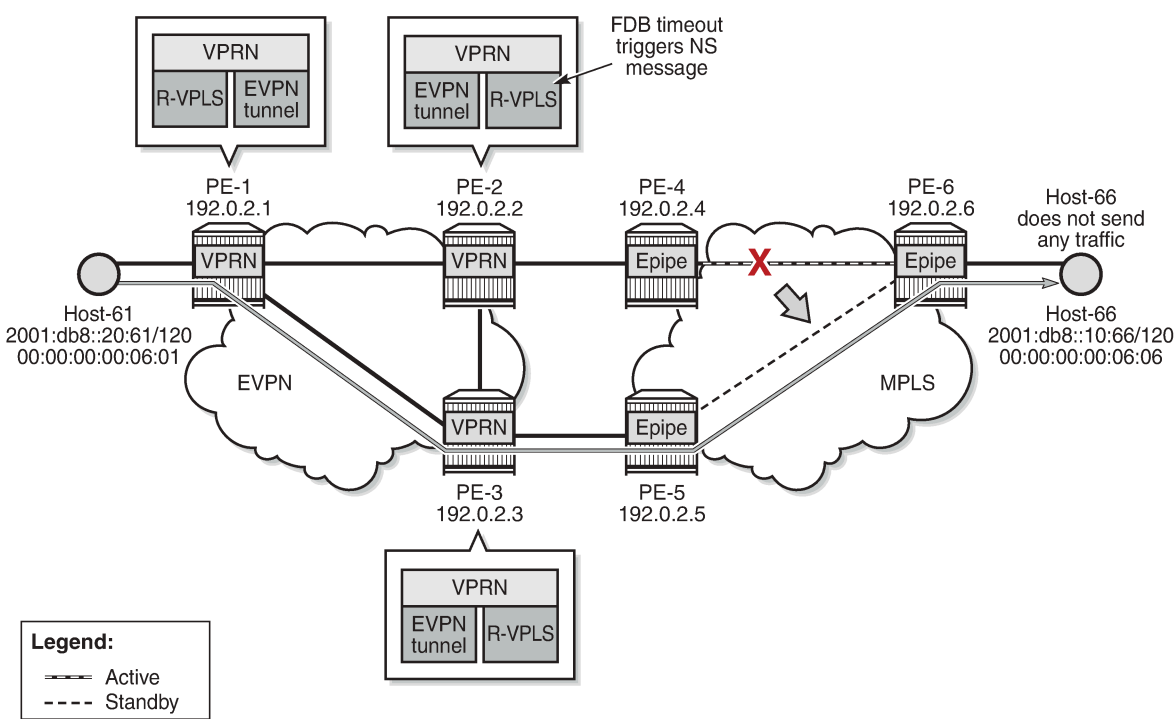 FDB timeout
triggers NS
message
VPRN
R-VPLS
EVPN
tunnel
VPRN
EVPN
tunnel
R-VPLS
PE-1
192.0.2.1
PE-2
192.0.2.2
PE-4
192.0.2.4
PE-6
192.0.2.6
Host-66
does not send
any traffic
VPRN
VPRN
Epipe
X
Epipe
Host-61
2001:db8::20:61/120
00:00:00:00:06:01
Host-66
2001:db8::10:66/120
00:00:00:00:06:06
EVPN
MPLS
VPRN
Epipe
PE-3
192.0.2.3
PE-5
192.0.2.5
VPRN
EVPN
tunnel
R-VPLS
Legend:
Active
Standby